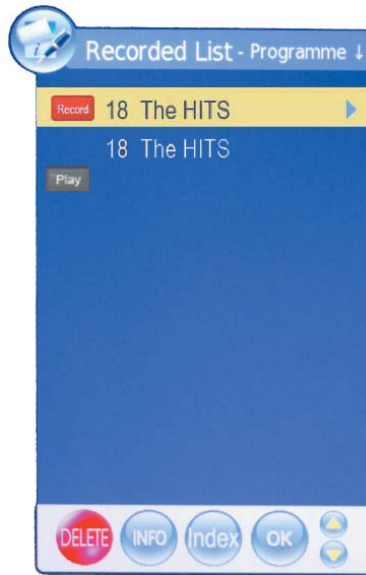 Recorded List - Programme ↓
Record 18 The HITS
18 The HITS
Play
DELETE INFO Index OK